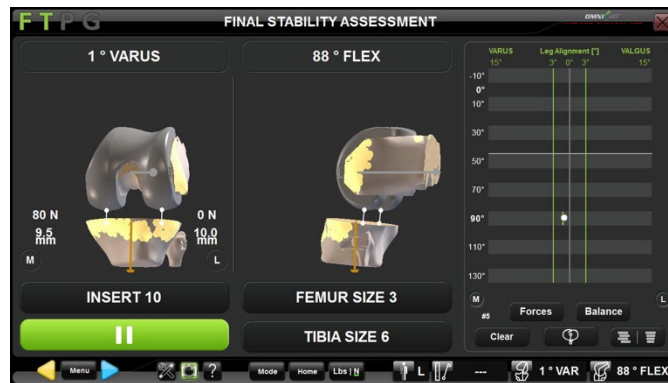 FTPG
FINAL STABILITY ASSESSMENT
OMNI
1 ° VARUS
88 ° FLEX
VARUS Leg Alignment [°] VALGUS
15° 3° 0° 3° 15°
-10°
0°
10°
30°
50°
70°
90°
110°
130°
80 N
9.5
mm
M
0 N
10.0
mm
L
INSERT 10
FEMUR SIZE 3
TIBIA SIZE 6
M
L
#5
Forces
Balance
Clear
Menu
?
Mode
Home
Lbs | N
L
---
1 ° VAR
88 ° FLEX